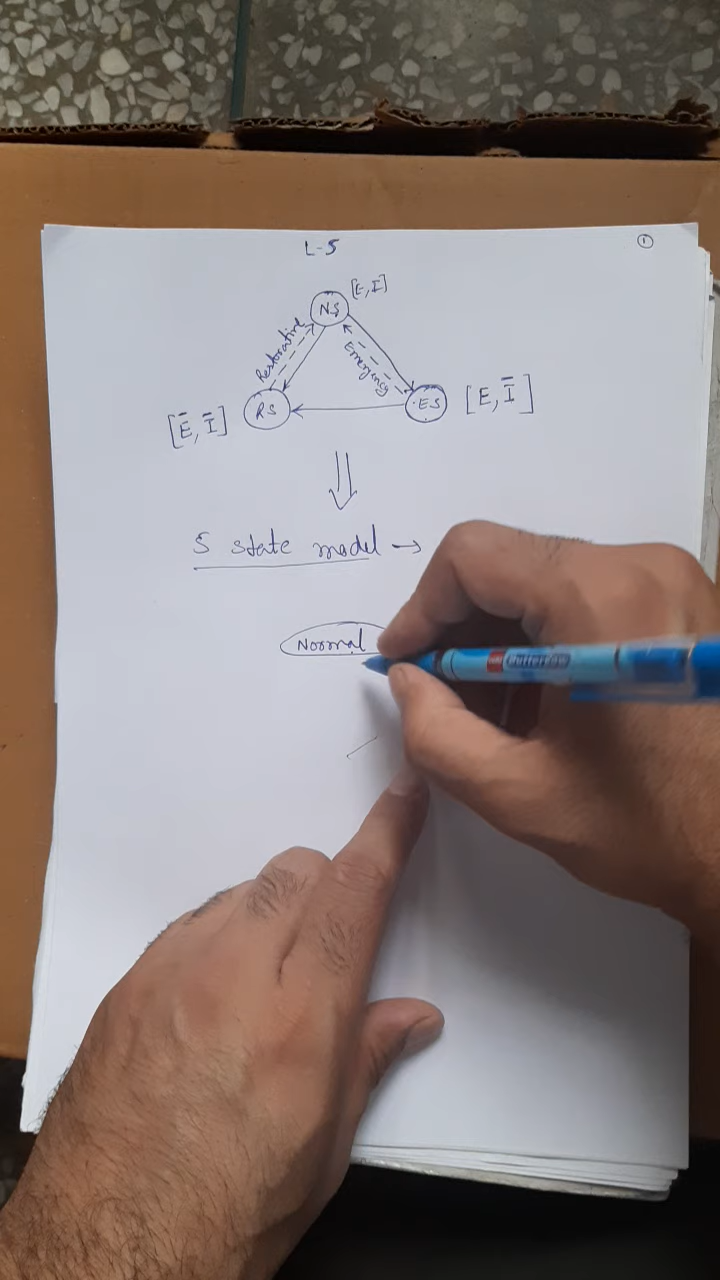 L-5
1
[E, I]
NS
Restorative
Emergency
RS
[Ē, Ī]
ES
[E, Ī]
5 state model →
Normal